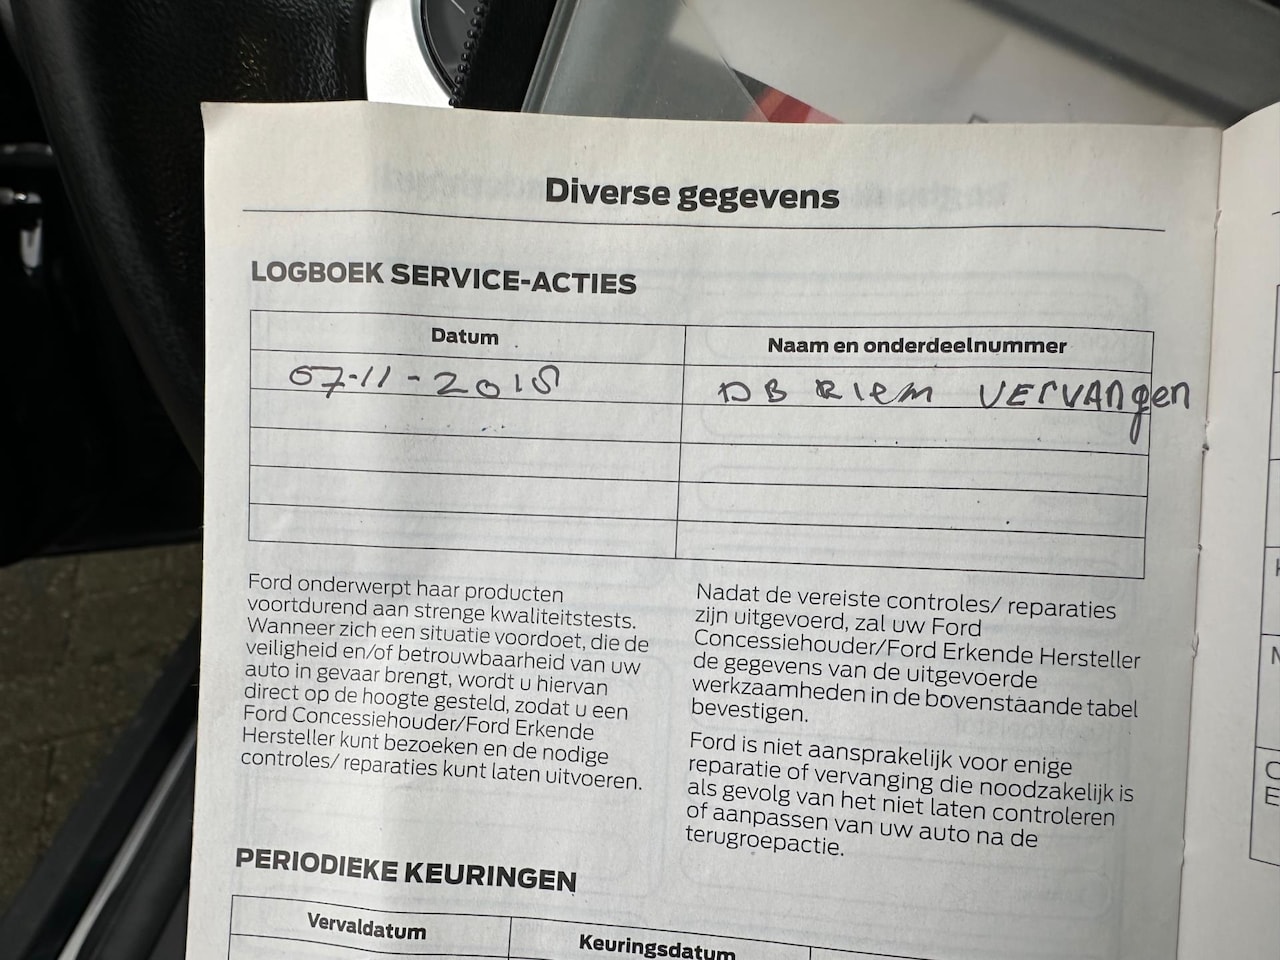 Diverse gegevens
LOGBOEK SERVICE-ACTIES
Datum
Naam en onderdeelnummer
07-11-2018
DB RIEM VERVANGEN
Ford onderwerpt haar producten
voortdurend aan strenge kwaliteitstests.
Wanneer zich een situatie voordoet, die de
veiligheid en/of betrouwbaarheid van uw
auto in gevaar brengt, wordt u hiervan
direct op de hoogte gesteld, zodat u een
Ford Concessiehouder/Ford Erkende
Hersteller kunt bezoeken en de nodige
controles/ reparaties kunt laten uitvoeren.
Nadat de vereiste controles/ reparaties
zijn uitgevoerd, zal uw Ford
Concessiehouder/Ford Erkende Hersteller
de gegevens van de uitgevoerde
werkzaamheden in de bovenstaande tabel
bevestigen.
Ford is niet aansprakelijk voor enige
reparatie of vervanging die noodzakelijk is
als gevolg van het niet laten controleren
of aanpassen van uw auto na de
terugroepactie.
PERIODIEKE KEURINGEN
Vervaldatum
Keuringsdatum